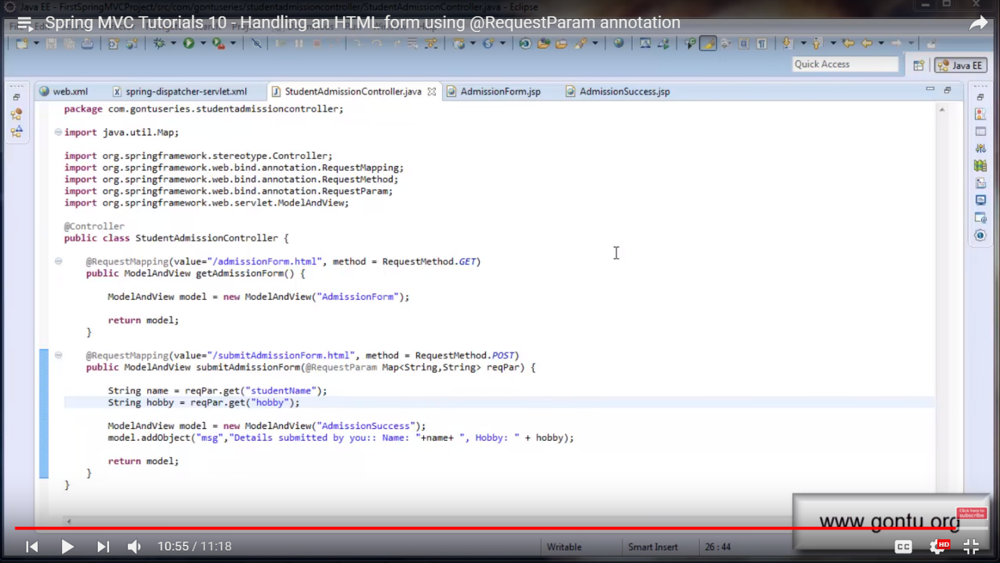 Java EE - FirstSpringMVCProject/src/com/gontuseries/studentadmissioncontroller/StudentAdmissionController.java - Eclipse
Spring MVC Tutorials 10 - Handling an HTML form using @RequestParam annotation
Quick Access
Java EE
web.xml
spring-dispatcher-servlet.xml
StudentAdmissionController.java
AdmissionForm.jsp
AdmissionSuccess.jsp
package com.gontuseries.studentadmissioncontroller;
import java.util.Map;
import org.springframework.stereotype.Controller;
import org.springframework.web.bind.annotation.RequestMapping;
import org.springframework.web.bind.annotation.RequestMethod;
import org.springframework.web.bind.annotation.RequestParam;
import org.springframework.web.servlet.ModelAndView;
@Controller
public class StudentAdmissionController {
@RequestMapping(value="/admissionForm.html", method = RequestMethod.GET)
public ModelAndView getAdmissionForm() {
ModelAndView model = new ModelAndView("AdmissionForm");
return model;
}
@RequestMapping(value="/submitAdmissionForm.html", method = RequestMethod.POST)
public ModelAndView submitAdmissionForm(@RequestParam Map<String,String> reqPar) {
String name = reqPar.get("studentName");
String hobby = reqPar.get("hobby");
ModelAndView model = new ModelAndView("AdmissionSuccess");
model.addObject("msg","Details submitted by you:: Name: "+name+ ", Hobby: " + hobby);
return model;
}
}
www.gontu.org
Click here to
subscribe
10:55 / 11:18
Writable
Smart Insert
26 : 44
CC
HD